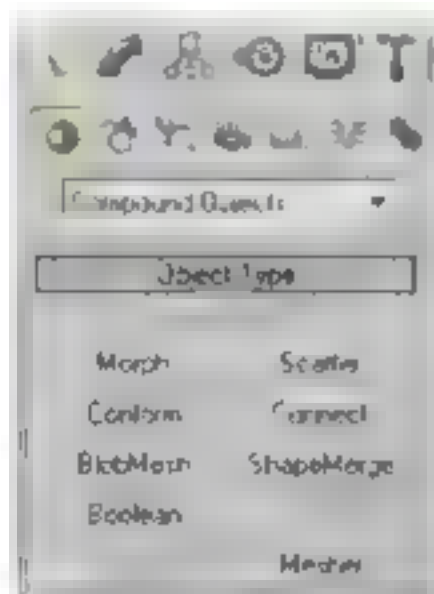 Compound Objects
Object Type
Morph Scatter
Conform Connect
BlobMesh ShapeMerge
Boolean
Mesher